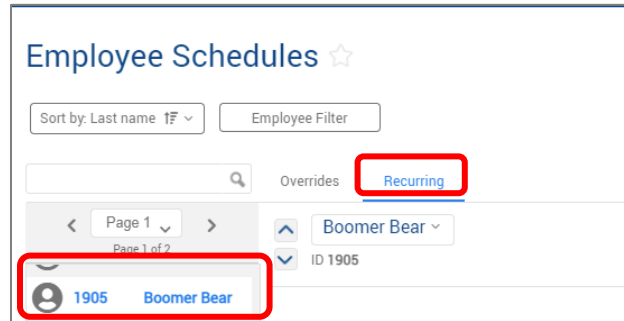 Employee Schedules
Sort by: Last name
Employee Filter
Overrides
Recurring
Page 1
Page 1 of 2
Boomer Bear
ID 1905
1905 Boomer Bear